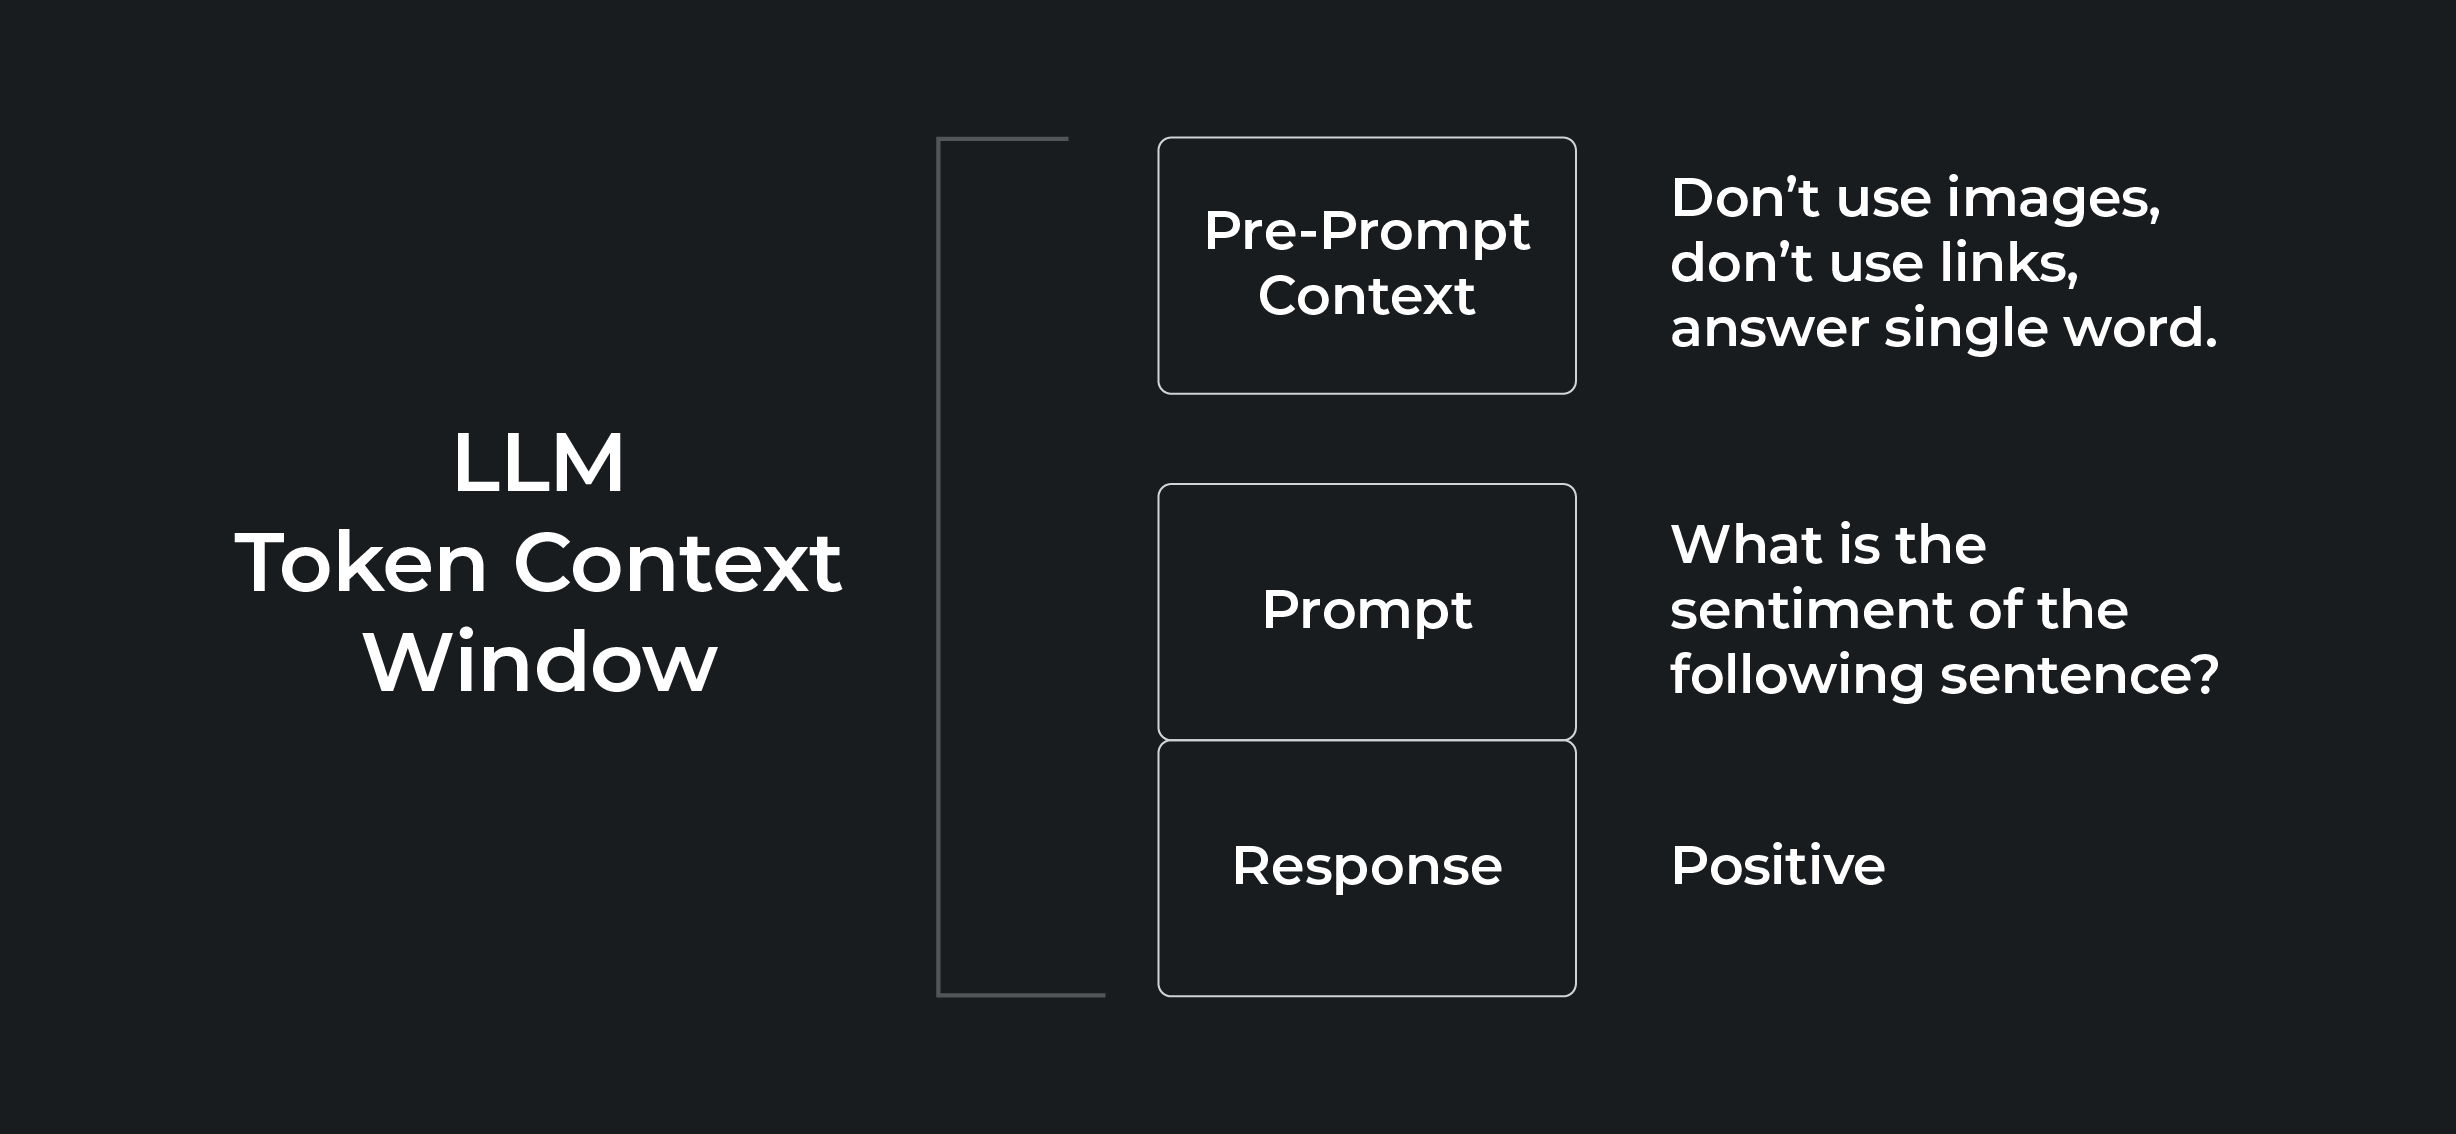 LLM
Token Context
Window
Pre-Prompt
Context
Don’t use images,
don’t use links,
answer single word.
Prompt
What is the
sentiment of the
following sentence?
Response
Positive